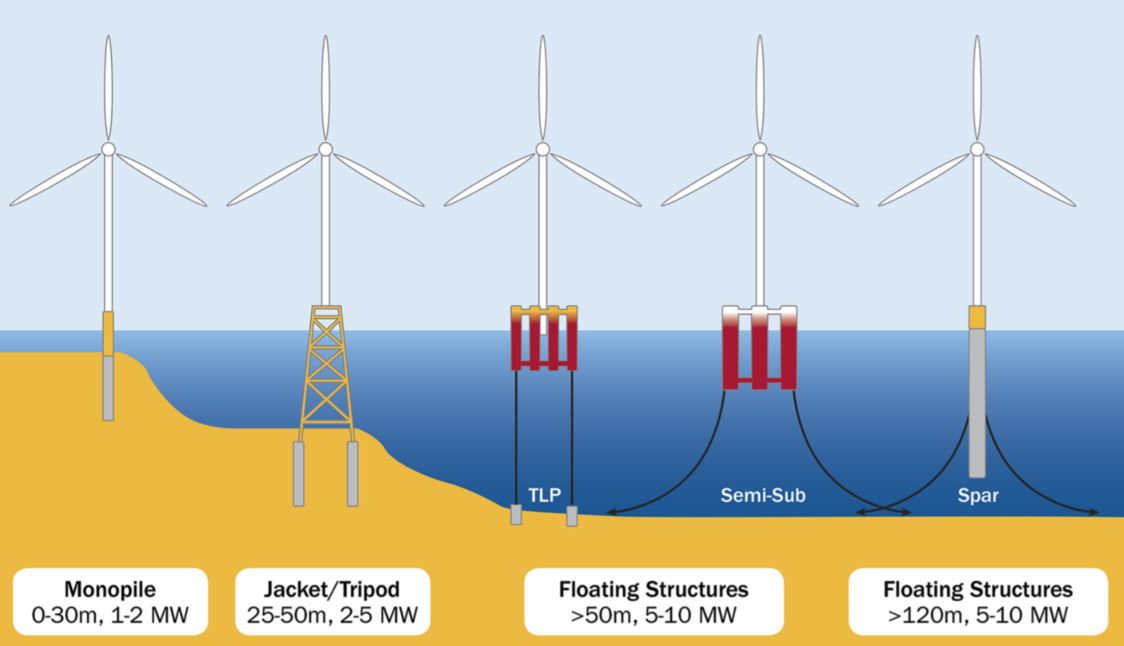 TLP
Semi-Sub
Spar
Monopile
0-30m, 1-2 MW
Jacket/Tripod
25-50m, 2-5 MW
Floating Structures
>50m, 5-10 MW
Floating Structures
>120m, 5-10 MW